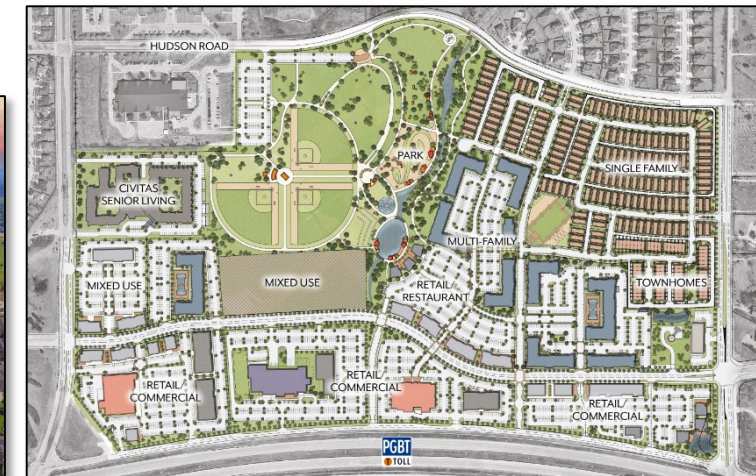 HUDSON ROAD
PARK
SINGLE FAMILY
CIVITAS
SENIOR LIVING
MULTI-FAMILY
MIXED USE
MIXED USE
RETAIL/
RESTAURANT
TOWNHOMES
RETAIL/
COMMERCIAL
RETAIL/
COMMERCIAL
RETAIL/
COMMERCIAL
PGBT
TOLL